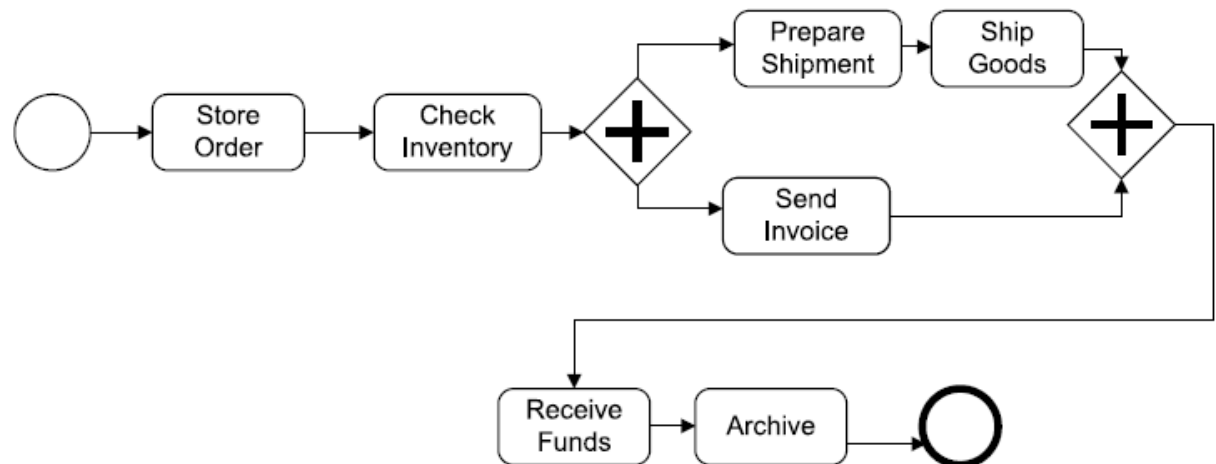 Store
Order
Check
Inventory
Prepare
Shipment
Ship
Goods
Send
Invoice
Receive
Funds
Archive